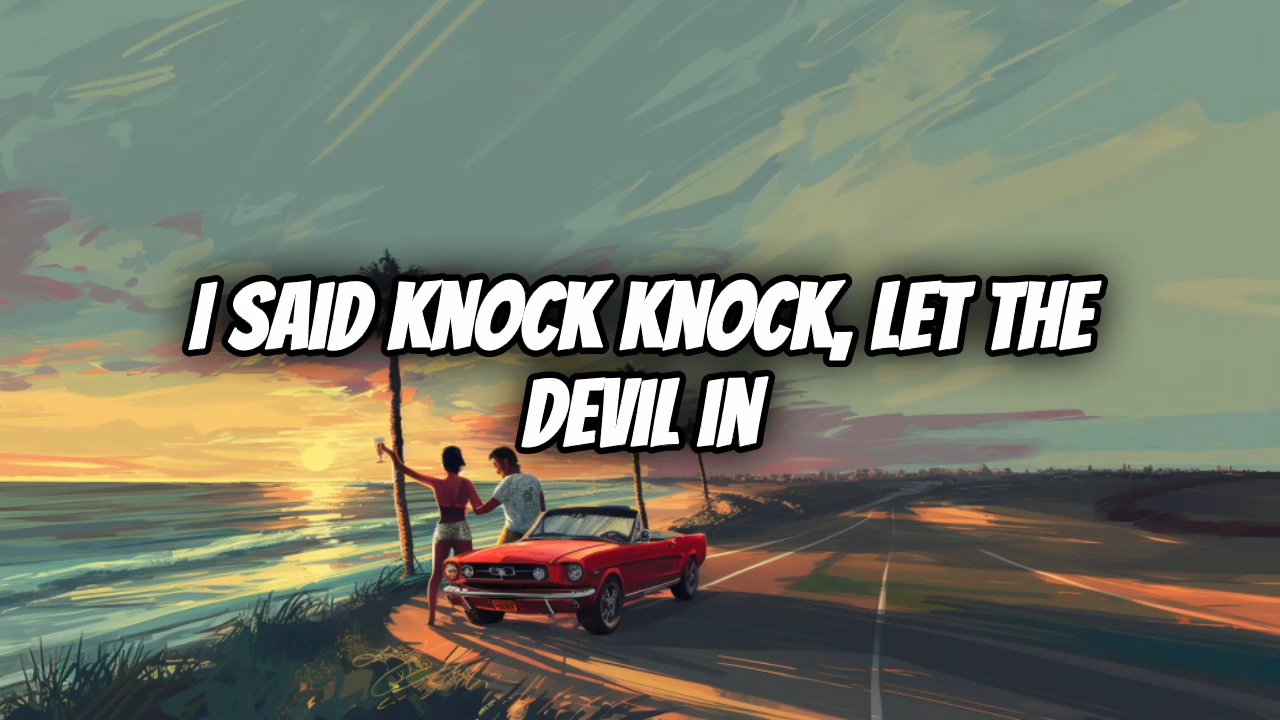 I SAID KNOCK KNOCK, LET THE
DEVIL IN